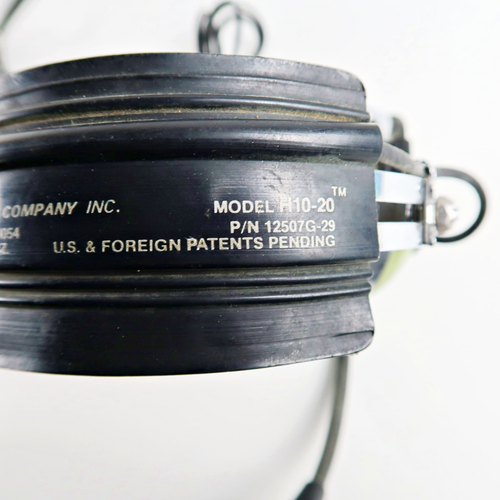 COMPANY INC.
MODEL H10-20™
P/N 12507G-29
U.S. & FOREIGN PATENTS PENDING